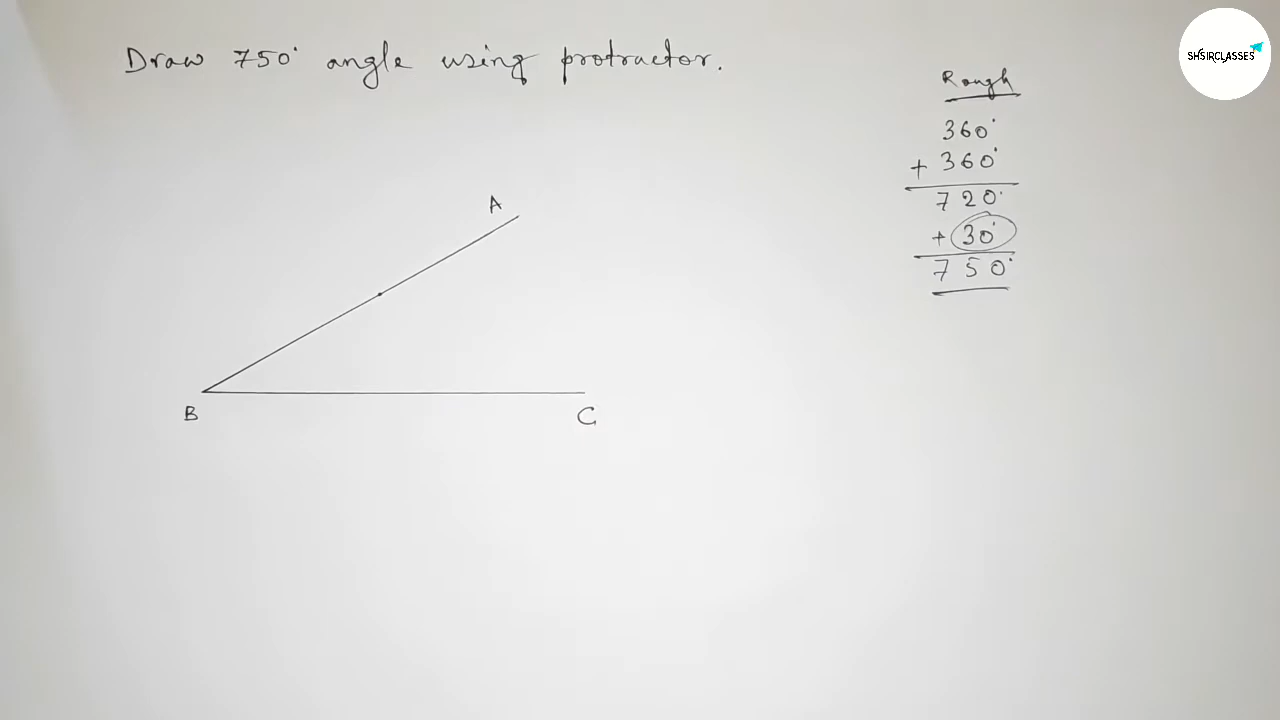 Draw 750° angle using protractor.
SHSIRCLASSES
Rough
360°
+ 360°
720°
+ 30°
750°
A
B
C